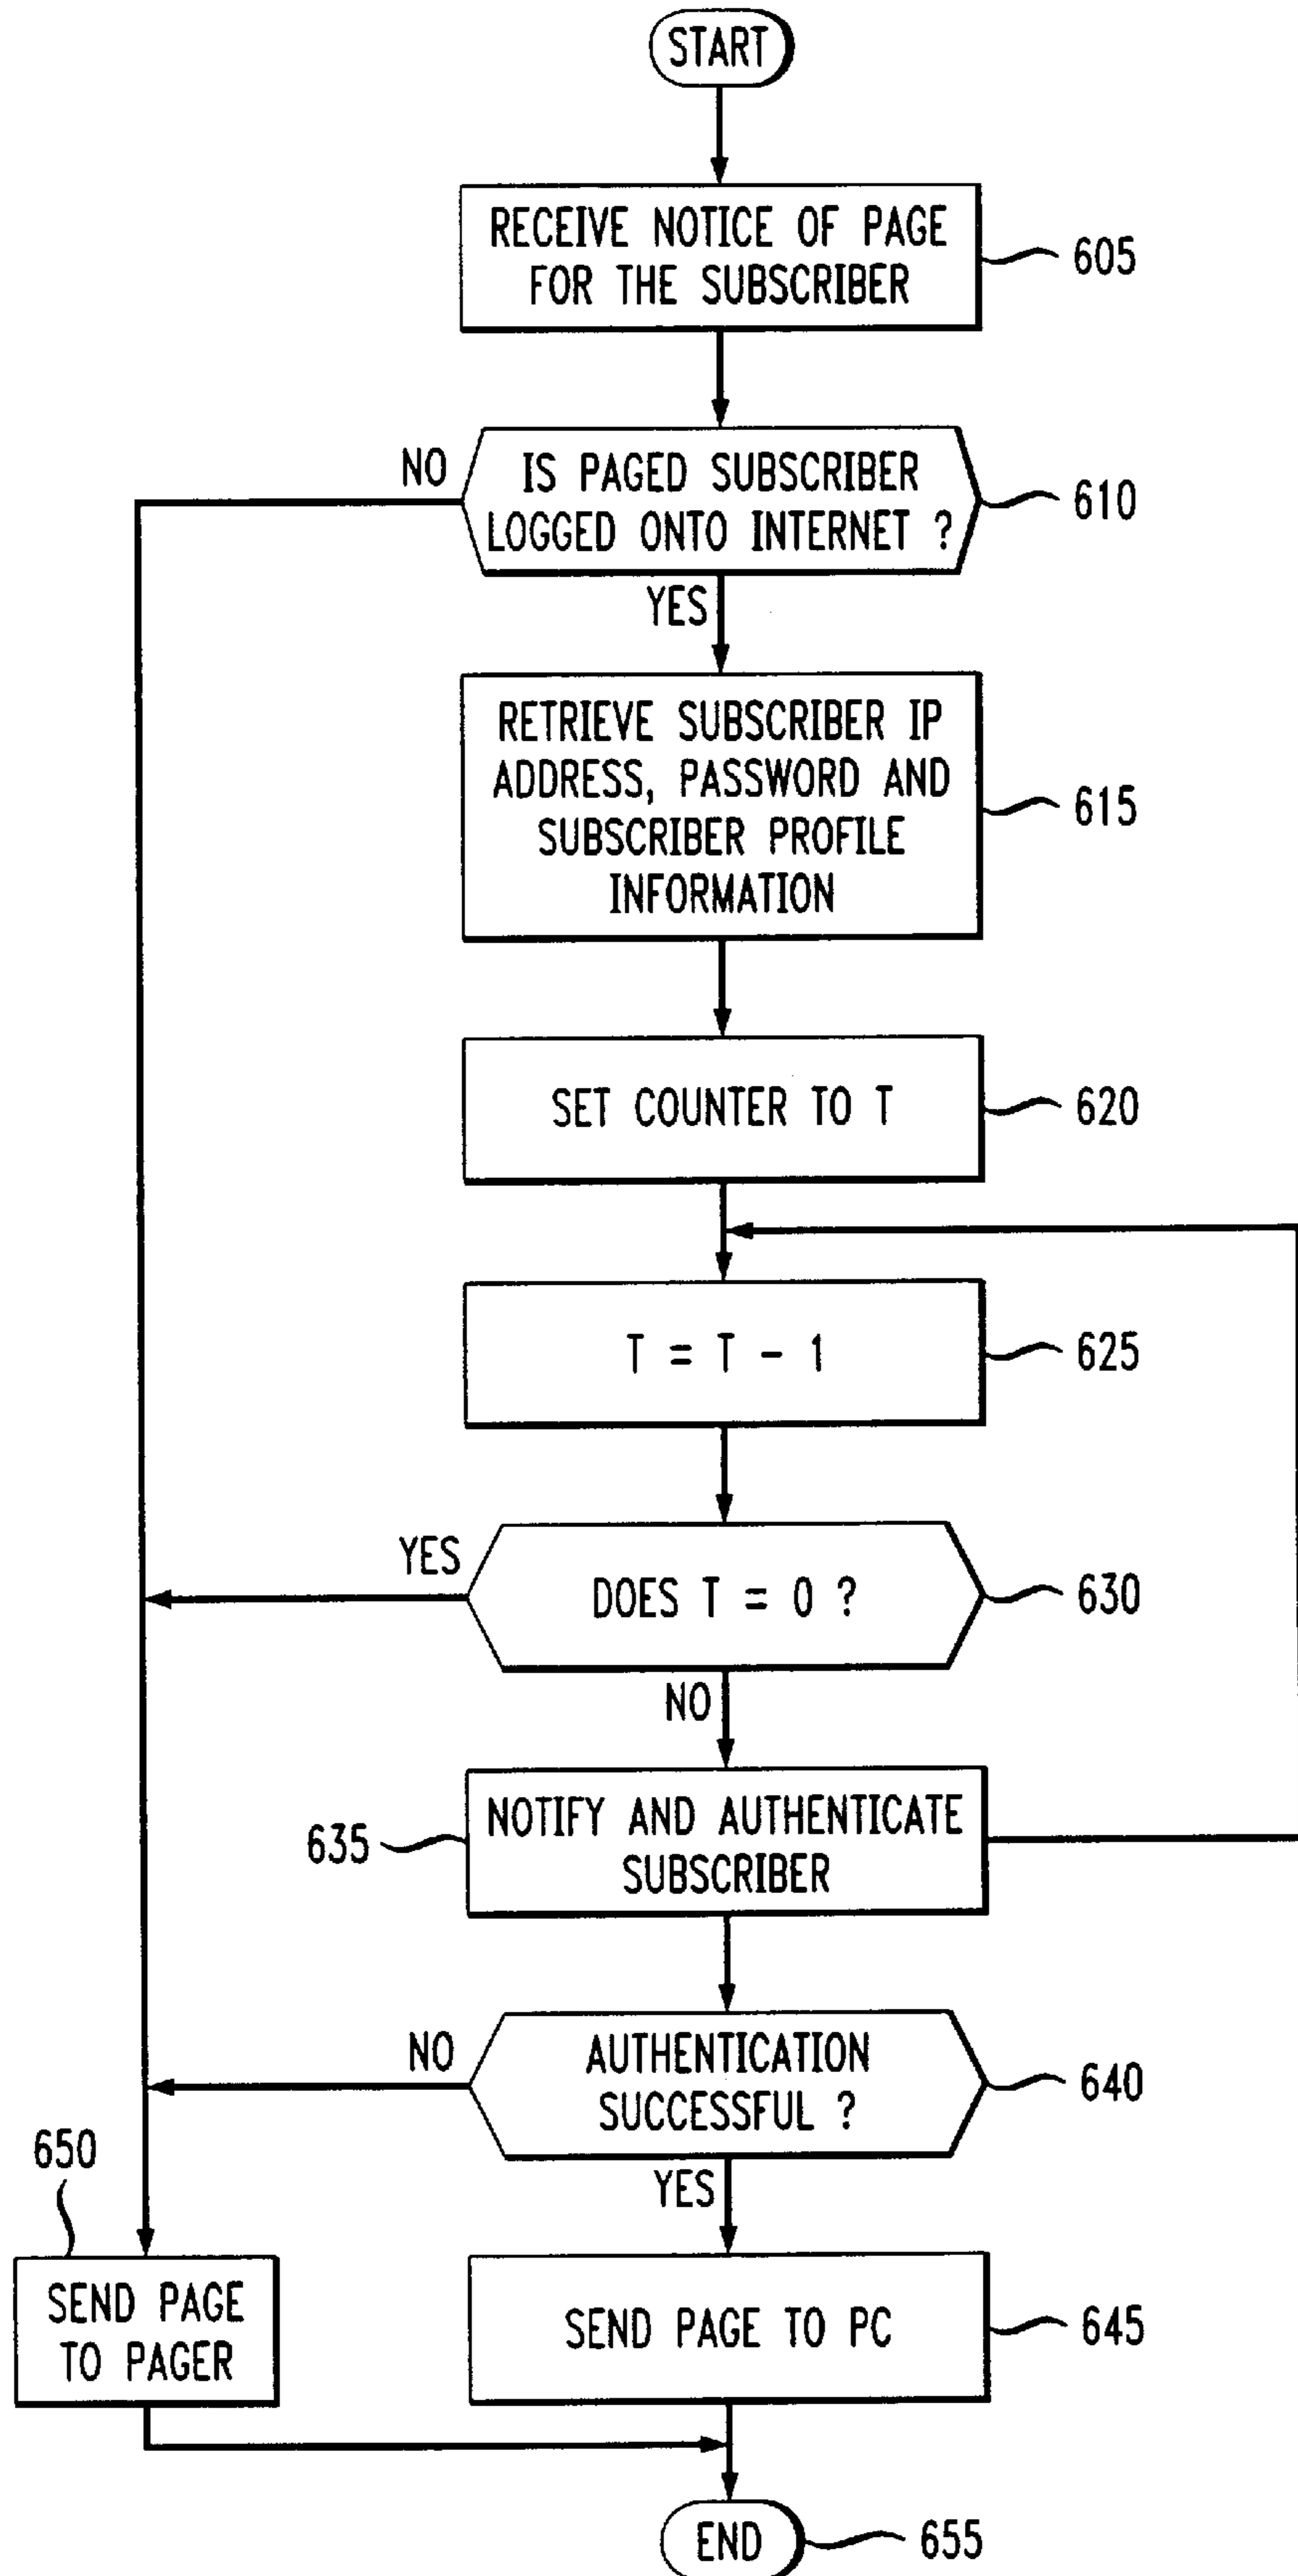 START
RECEIVE NOTICE OF PAGE
FOR THE SUBSCRIBER
605
NO
IS PAGED SUBSCRIBER
LOGGED ONTO INTERNET ?
610
YES
RETRIEVE SUBSCRIBER IP
ADDRESS, PASSWORD AND
SUBSCRIBER PROFILE
INFORMATION
615
SET COUNTER TO T
620
T = T - 1
625
YES
DOES T = 0 ?
630
NO
635
NOTIFY AND AUTHENTICATE
SUBSCRIBER
NO
AUTHENTICATION
SUCCESSFUL ?
640
YES
650
SEND PAGE
TO PAGER
SEND PAGE TO PC
645
END
655